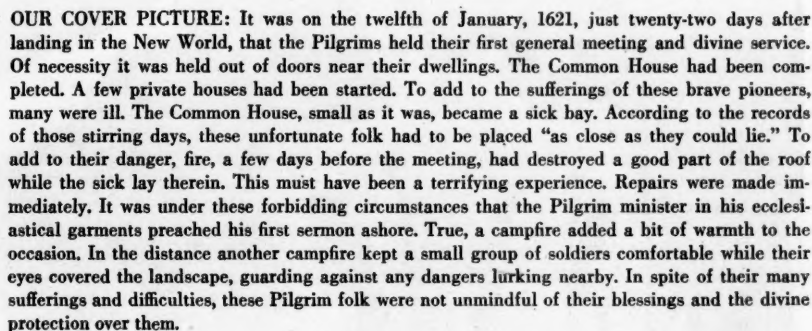 OUR COVER PICTURE: It was on the twelfth of January, 1621, just twenty-two days after
landing in the New World, that the Pilgrims held their first general meeting and divine service.
Of necessity it was held out of doors near their dwellings. The Common House had been com-
pleted. A few private houses had been started. To add to the sufferings of these brave pioneers,
many were ill. The Common House, small as it was, became a sick bay. According to the records
of those stirring days, these unfortunate folk had to be placed “as close as they could lie.” To
add to their danger, fire, a few days before the meeting, had destroyed a good part of the roof
while the sick lay therein. This must have been a terrifying experience. Repairs were made im-
mediately. It was under these forbidding circumstances that the Pilgrim minister in his ecclesi-
astical garments preached his first sermon ashore. True, a campfire added a bit of warmth to the
occasion. In the distance another campfire kept a small group of soldiers comfortable while their
eyes covered the landscape, guarding against any dangers lurking nearby. In spite of their many
sufferings and difficulties, these Pilgrim folk were not unmindful of their blessings and the divine
protection over them.